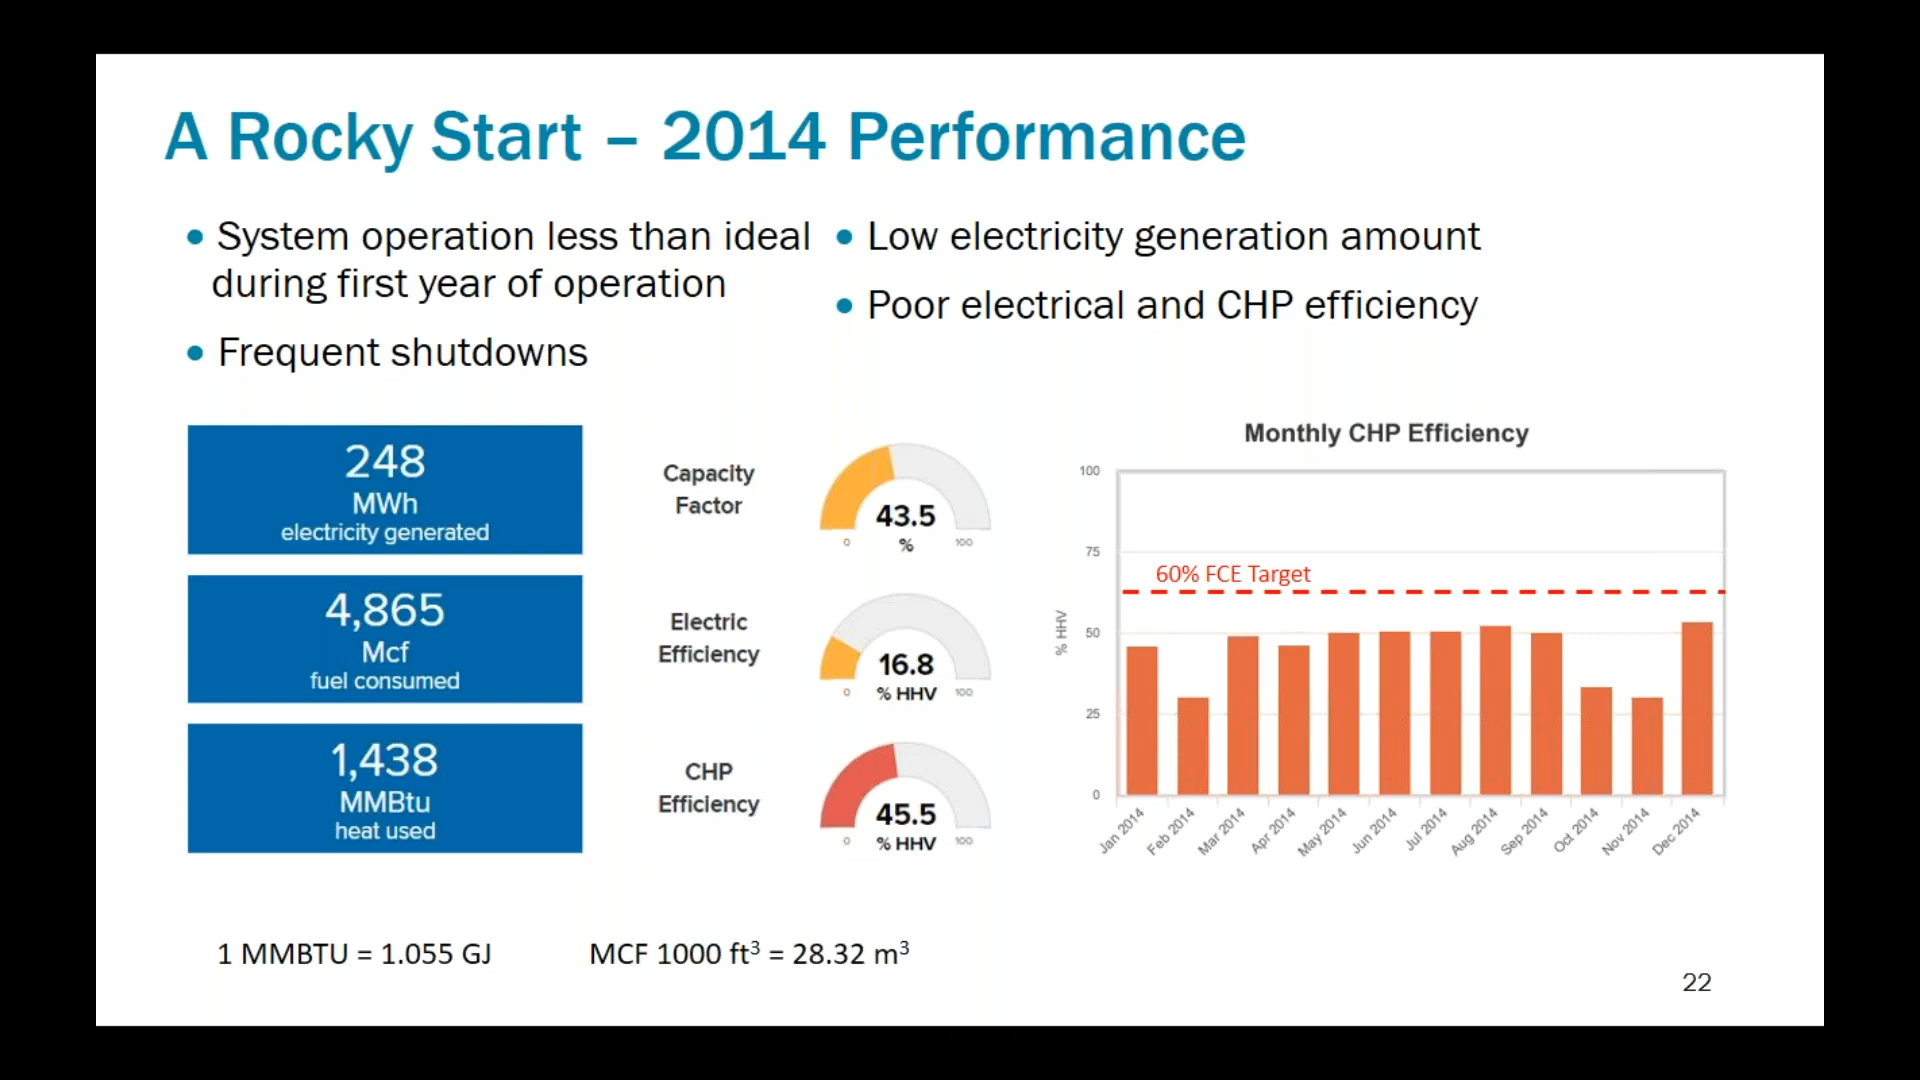 A Rocky Start – 2014 Performance
• System operation less than ideal
during first year of operation
• Frequent shutdowns
• Low electricity generation amount
• Poor electrical and CHP efficiency
248
MWh
electricity generated
4,865
Mcf
fuel consumed
1,438
MMBtu
heat used
Capacity
Factor
43.5
0 % 100
Electric
Efficiency
16.8
0 % HHV 100
CHP
Efficiency
45.5
0 % HHV 100
Monthly CHP Efficiency
100
75
60% FCE Target
50
25
0
% HHV
Jan 2014
Feb 2014
Mar 2014
Apr 2014
May 2014
Jun 2014
Jul 2014
Aug 2014
Sep 2014
Oct 2014
Nov 2014
Dec 2014
1 MMBTU = 1.055 GJ
MCF 1000 ft³ = 28.32 m³
22